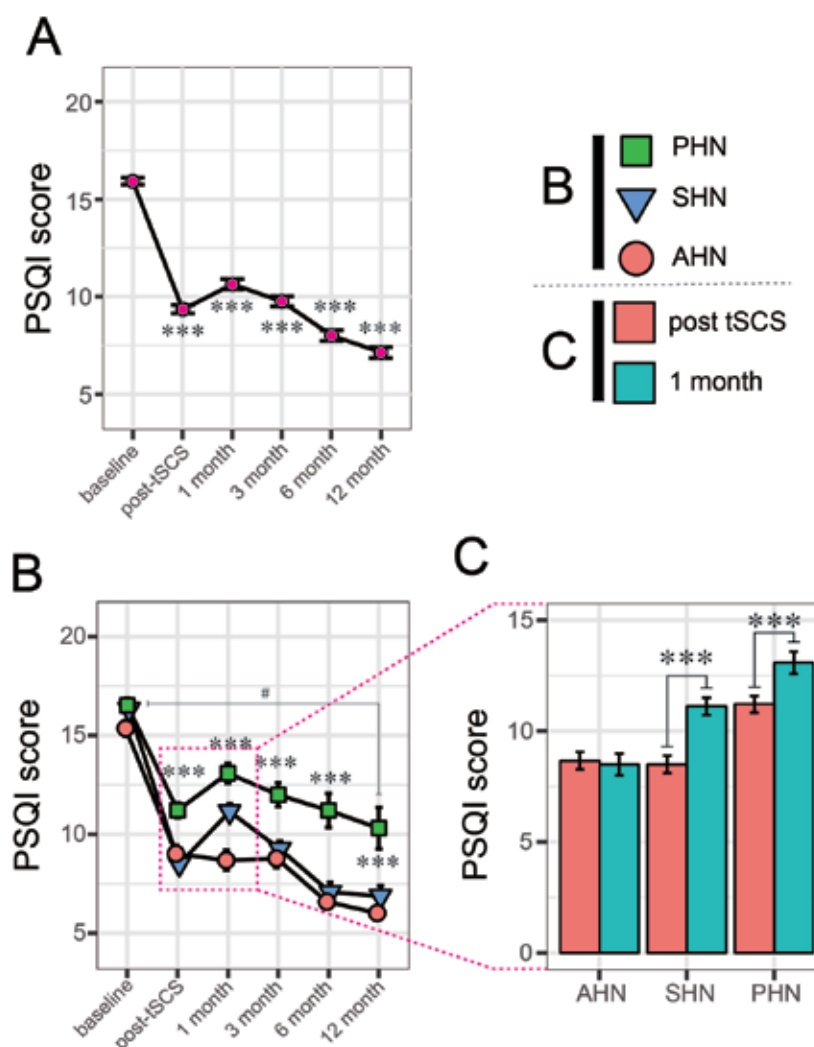 A
PSQI score
20
15
10
5
***
***
***
***
***
baseline
post-tSCS
1 month
3 month
6 month
12 month
B
PHN
SHN
AHN
C
post tSCS
1 month
B
PSQI score
20
15
10
5
#
***
***
***
***
***
baseline
post-tSCS
1 month
3 month
6 month
12 month
C
PSQI score
15
10
5
0
***
***
AHN
SHN
PHN